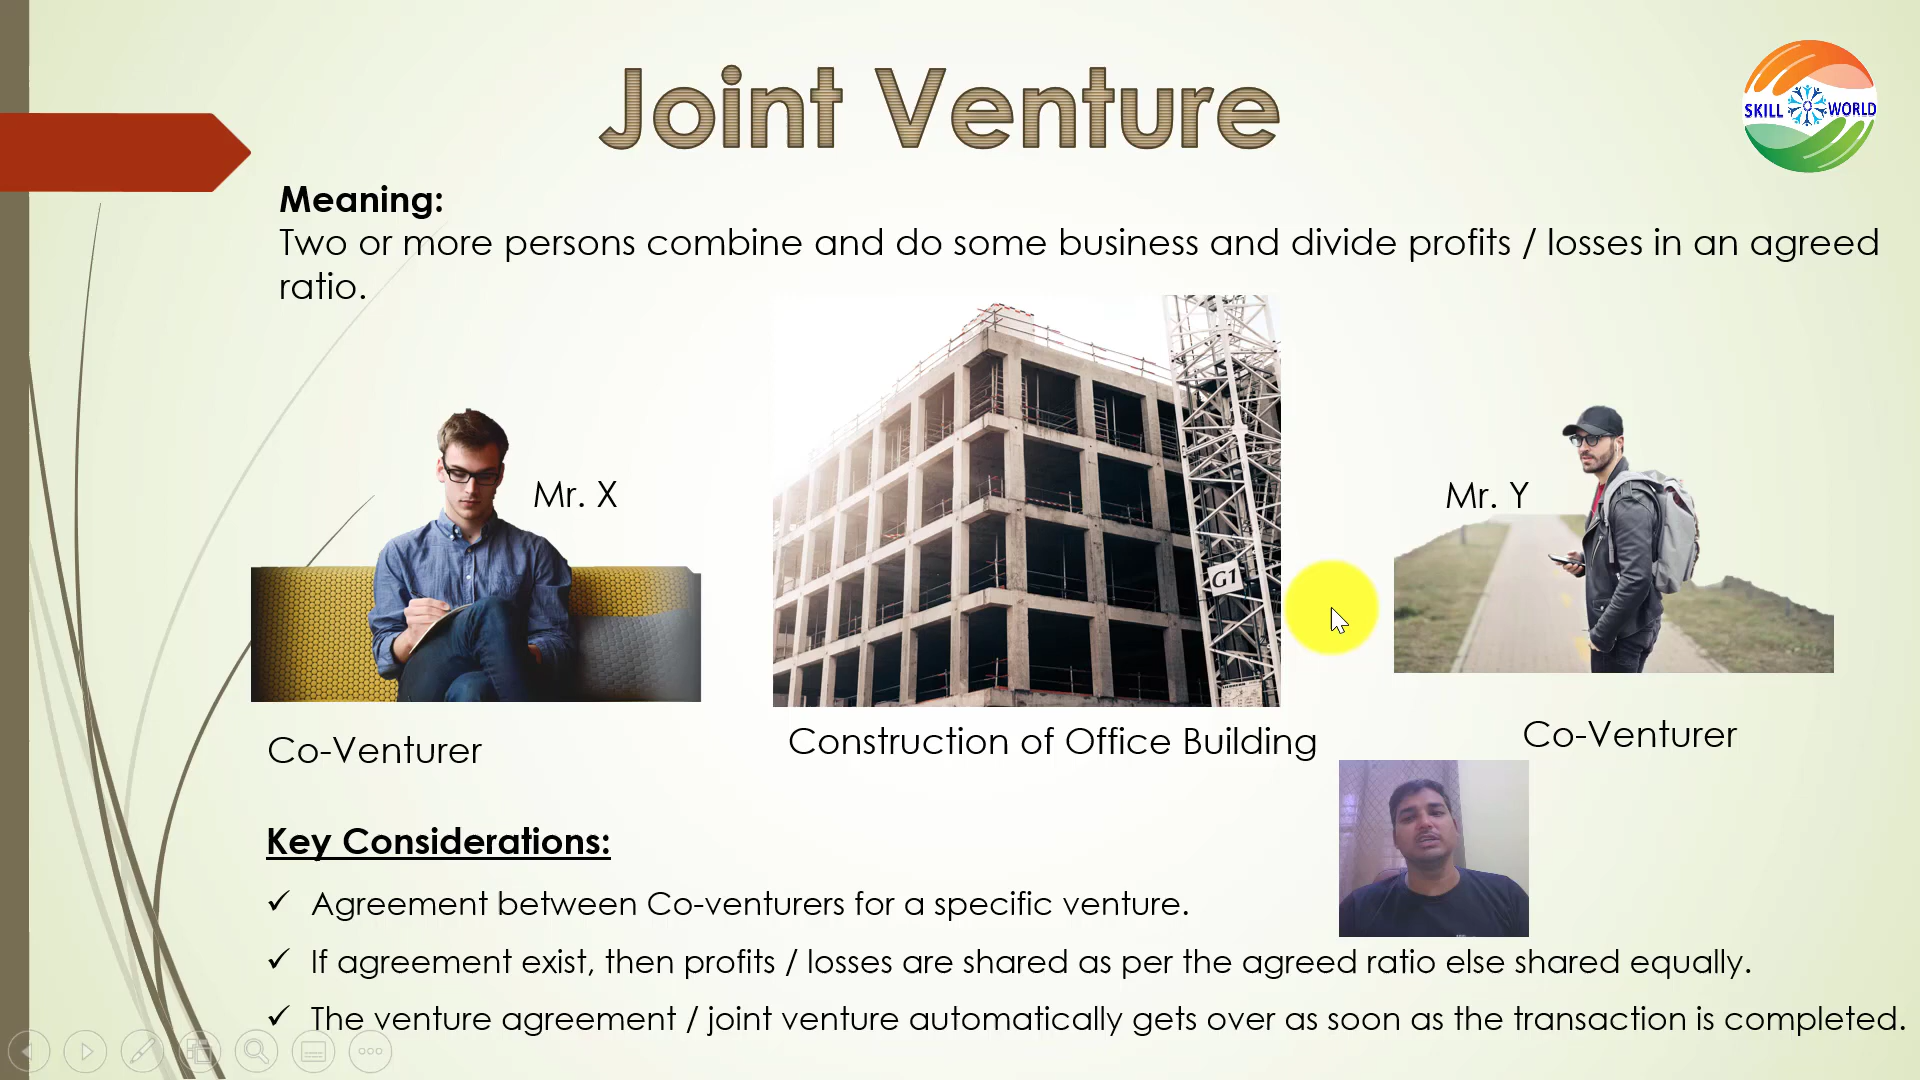 Joint Venture
SKILL WORLD
Meaning:
Two or more persons combine and do some business and divide profits / losses in an agreed
ratio.
Mr. X
Mr. Y
G1
Co-Venturer
Construction of Office Building
Co-Venturer
Key Considerations:
✓ Agreement between Co-venturers for a specific venture.
✓ If agreement exist, then profits / losses are shared as per the agreed ratio else shared equally.
✓ The venture agreement / joint venture automatically gets over as soon as the transaction is completed.